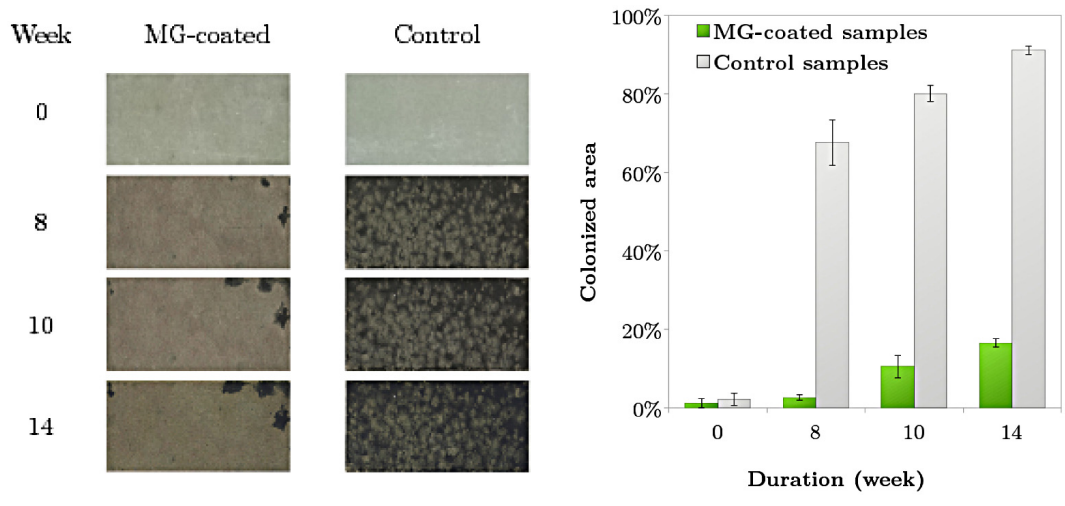 Week MG-coated Control
0
8
10
14
100%
80%
60%
40%
20%
0%
Colonized area
MG-coated samples
Control samples
0 8 10 14
Duration (week)